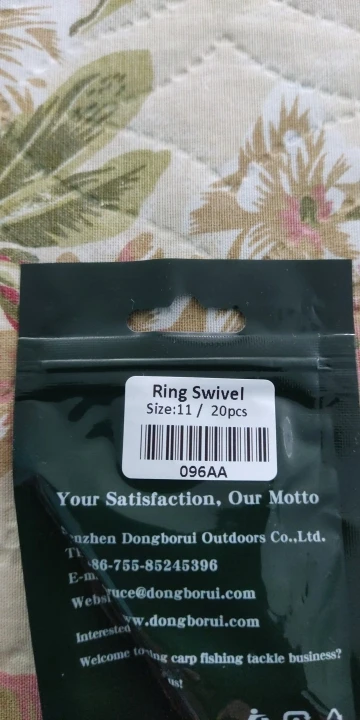 Ring Swivel
Size:11 / 20pcs
096AA
Your Satisfaction, Our Motto
Dongborui Outdoors Co.,Ltd.
86-755-85245396
@dongborui.com
.dongborui.com
Interested
Welcome carp fishing tackle business?
us!